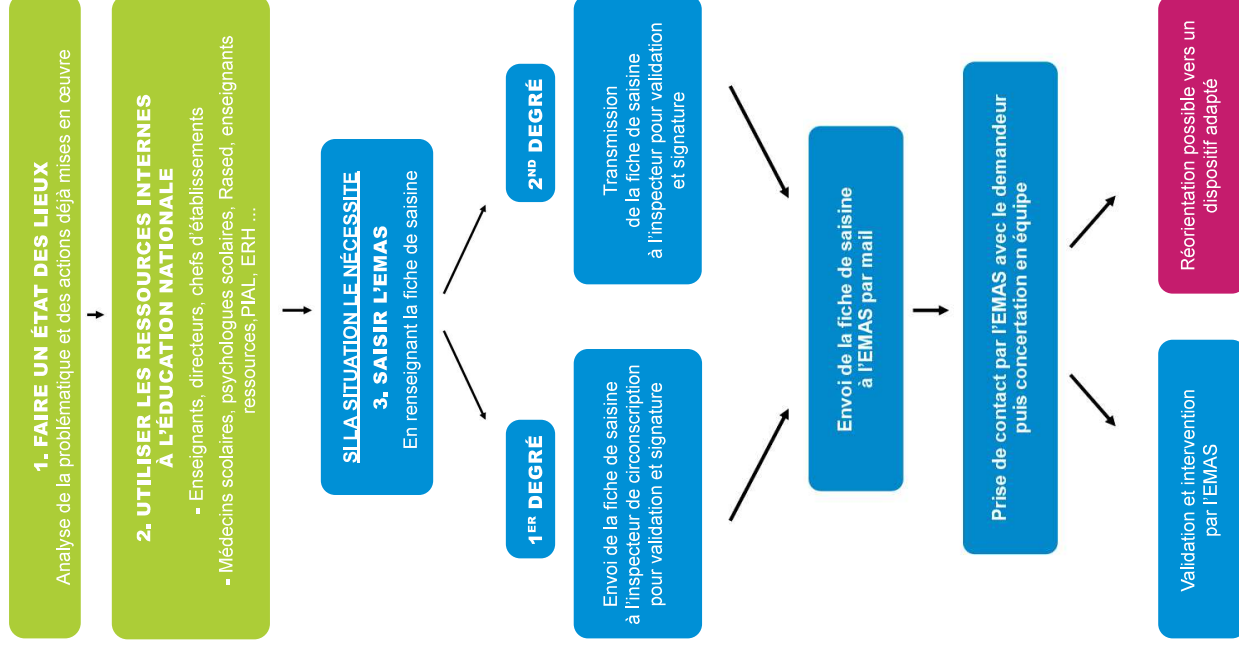 1. FAIRE UN ÉTAT DES LIEUX
Analyse de la problématique et des actions déjà mises en œuvre
2. UTILISER LES RESSOURCES INTERNES
À L'ÉDUCATION NATIONALE
- Enseignants, directeurs, chefs d'établissements
- Médecins scolaires, psychologues scolaires, Rased, enseignants
ressources,PIAL, ERH ...
SI LA SITUATION LE NÉCESSITE
3. SAISIR L'EMAS
En renseignant la fiche de saisine
1ER DEGRÉ
Envoi de la fiche de saisine
à l'inspecteur de circonscription
pour validation et signature
2ND DEGRÉ
Transmission
de la fiche de saisine
à l'inspecteur pour validation
et signature
Envoi de la fiche de saisine
à l'EMAS par mail
Prise de contact par l'EMAS avec le demandeur
puis concertation en équipe
Validation et intervention
par l'EMAS
Réorientation possible vers un
dispositif adapté